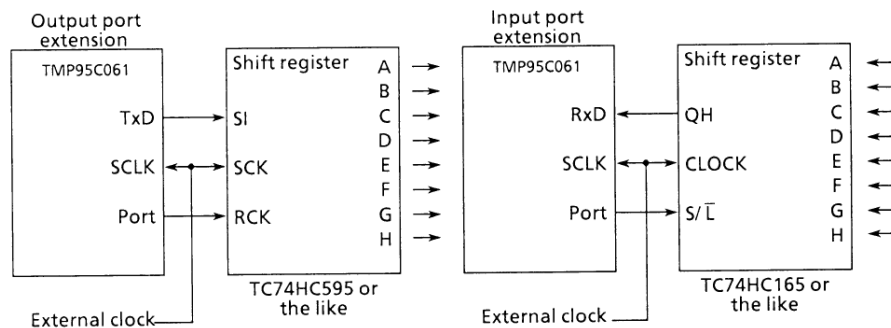 Output port
extension
TMP95C061
TxD
SCLK
Port
Shift register
SI
SCK
RCK
A
B
C
D
E
F
G
H
TC74HC595 or
the like
External clock
Input port
extension
TMP95C061
RxD
SCLK
Port
Shift register
QH
CLOCK
S/L̅
A
B
C
D
E
F
G
H
TC74HC165 or
the like
External clock